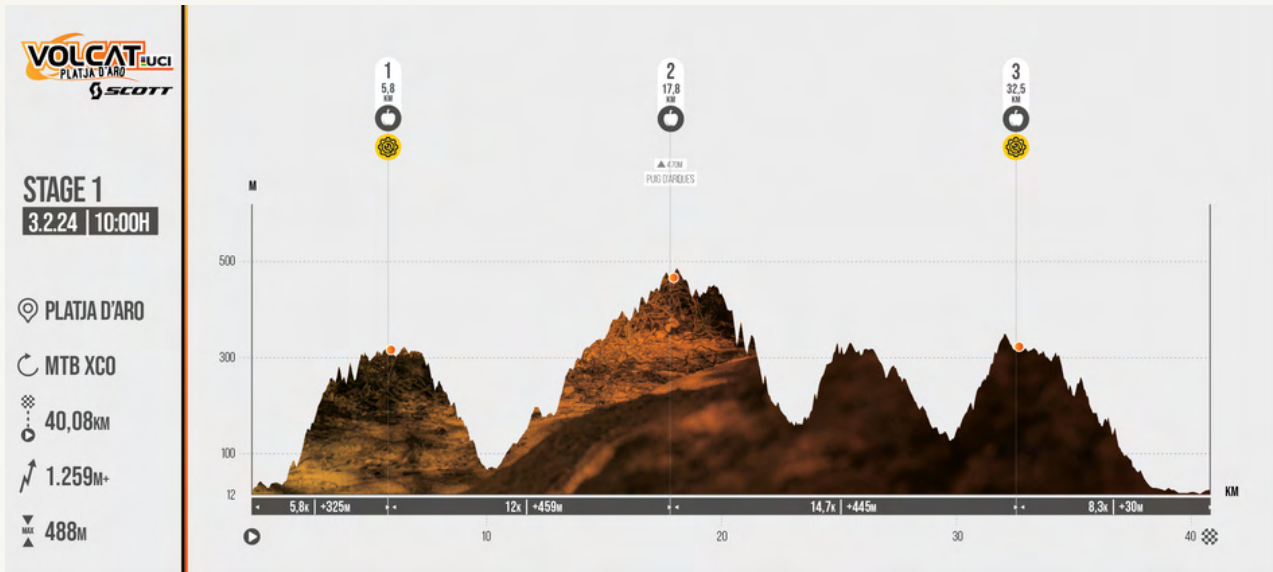 VOLCAT UCI
PLATJA D'ARO
SCOTT
STAGE 1
3.2.24 | 10:00H
PLATJA D'ARO
MTB XCO
40,08KM
1.259M+
MAX
488M
1
5,8
KM
2
17,8
KM
3
32,5
KM
▲ 470M
PUIG D'ARQUES
M
500
300
100
12
KM
5,8K | +325M
12K | +459M
14,7K | +445M
8,3K | +30M
10
20
30
40